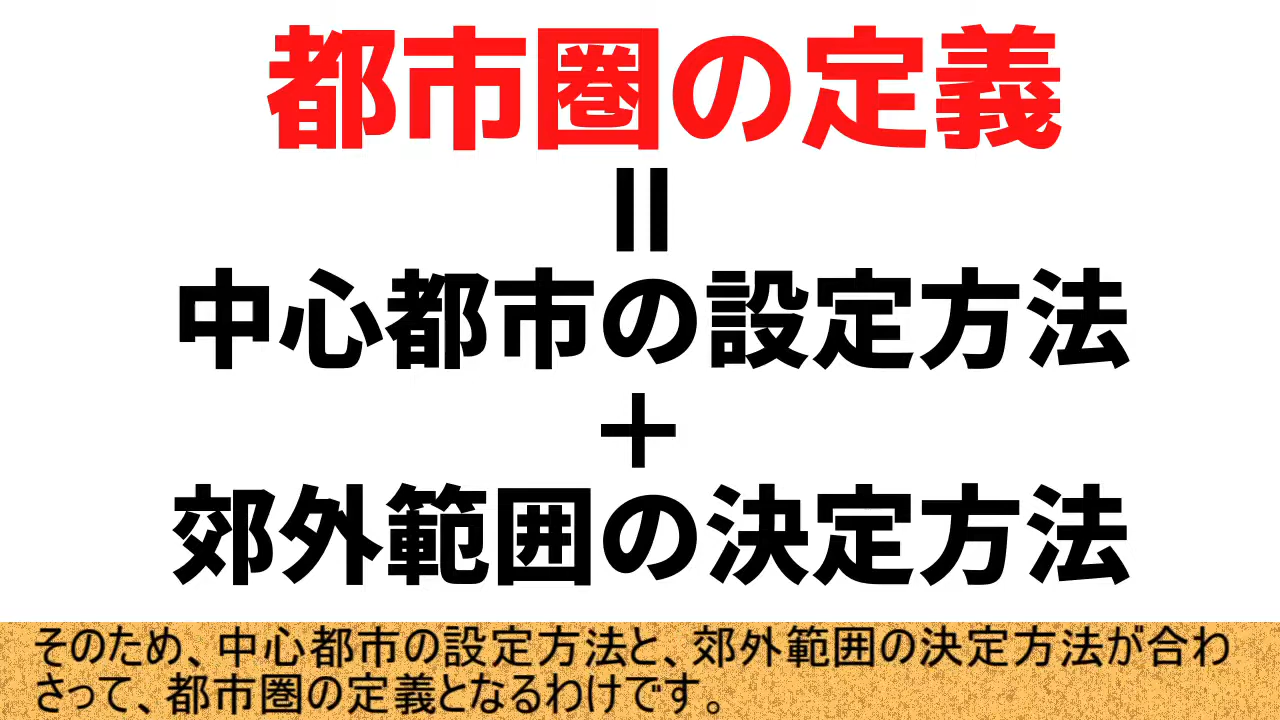 都市圏の定義
=
中心都市の設定方法
+
郊外範囲の決定方法
そのため、中心都市の設定方法と、郊外範囲の決定方法が合わ
さって、都市圏の定義となるわけです。